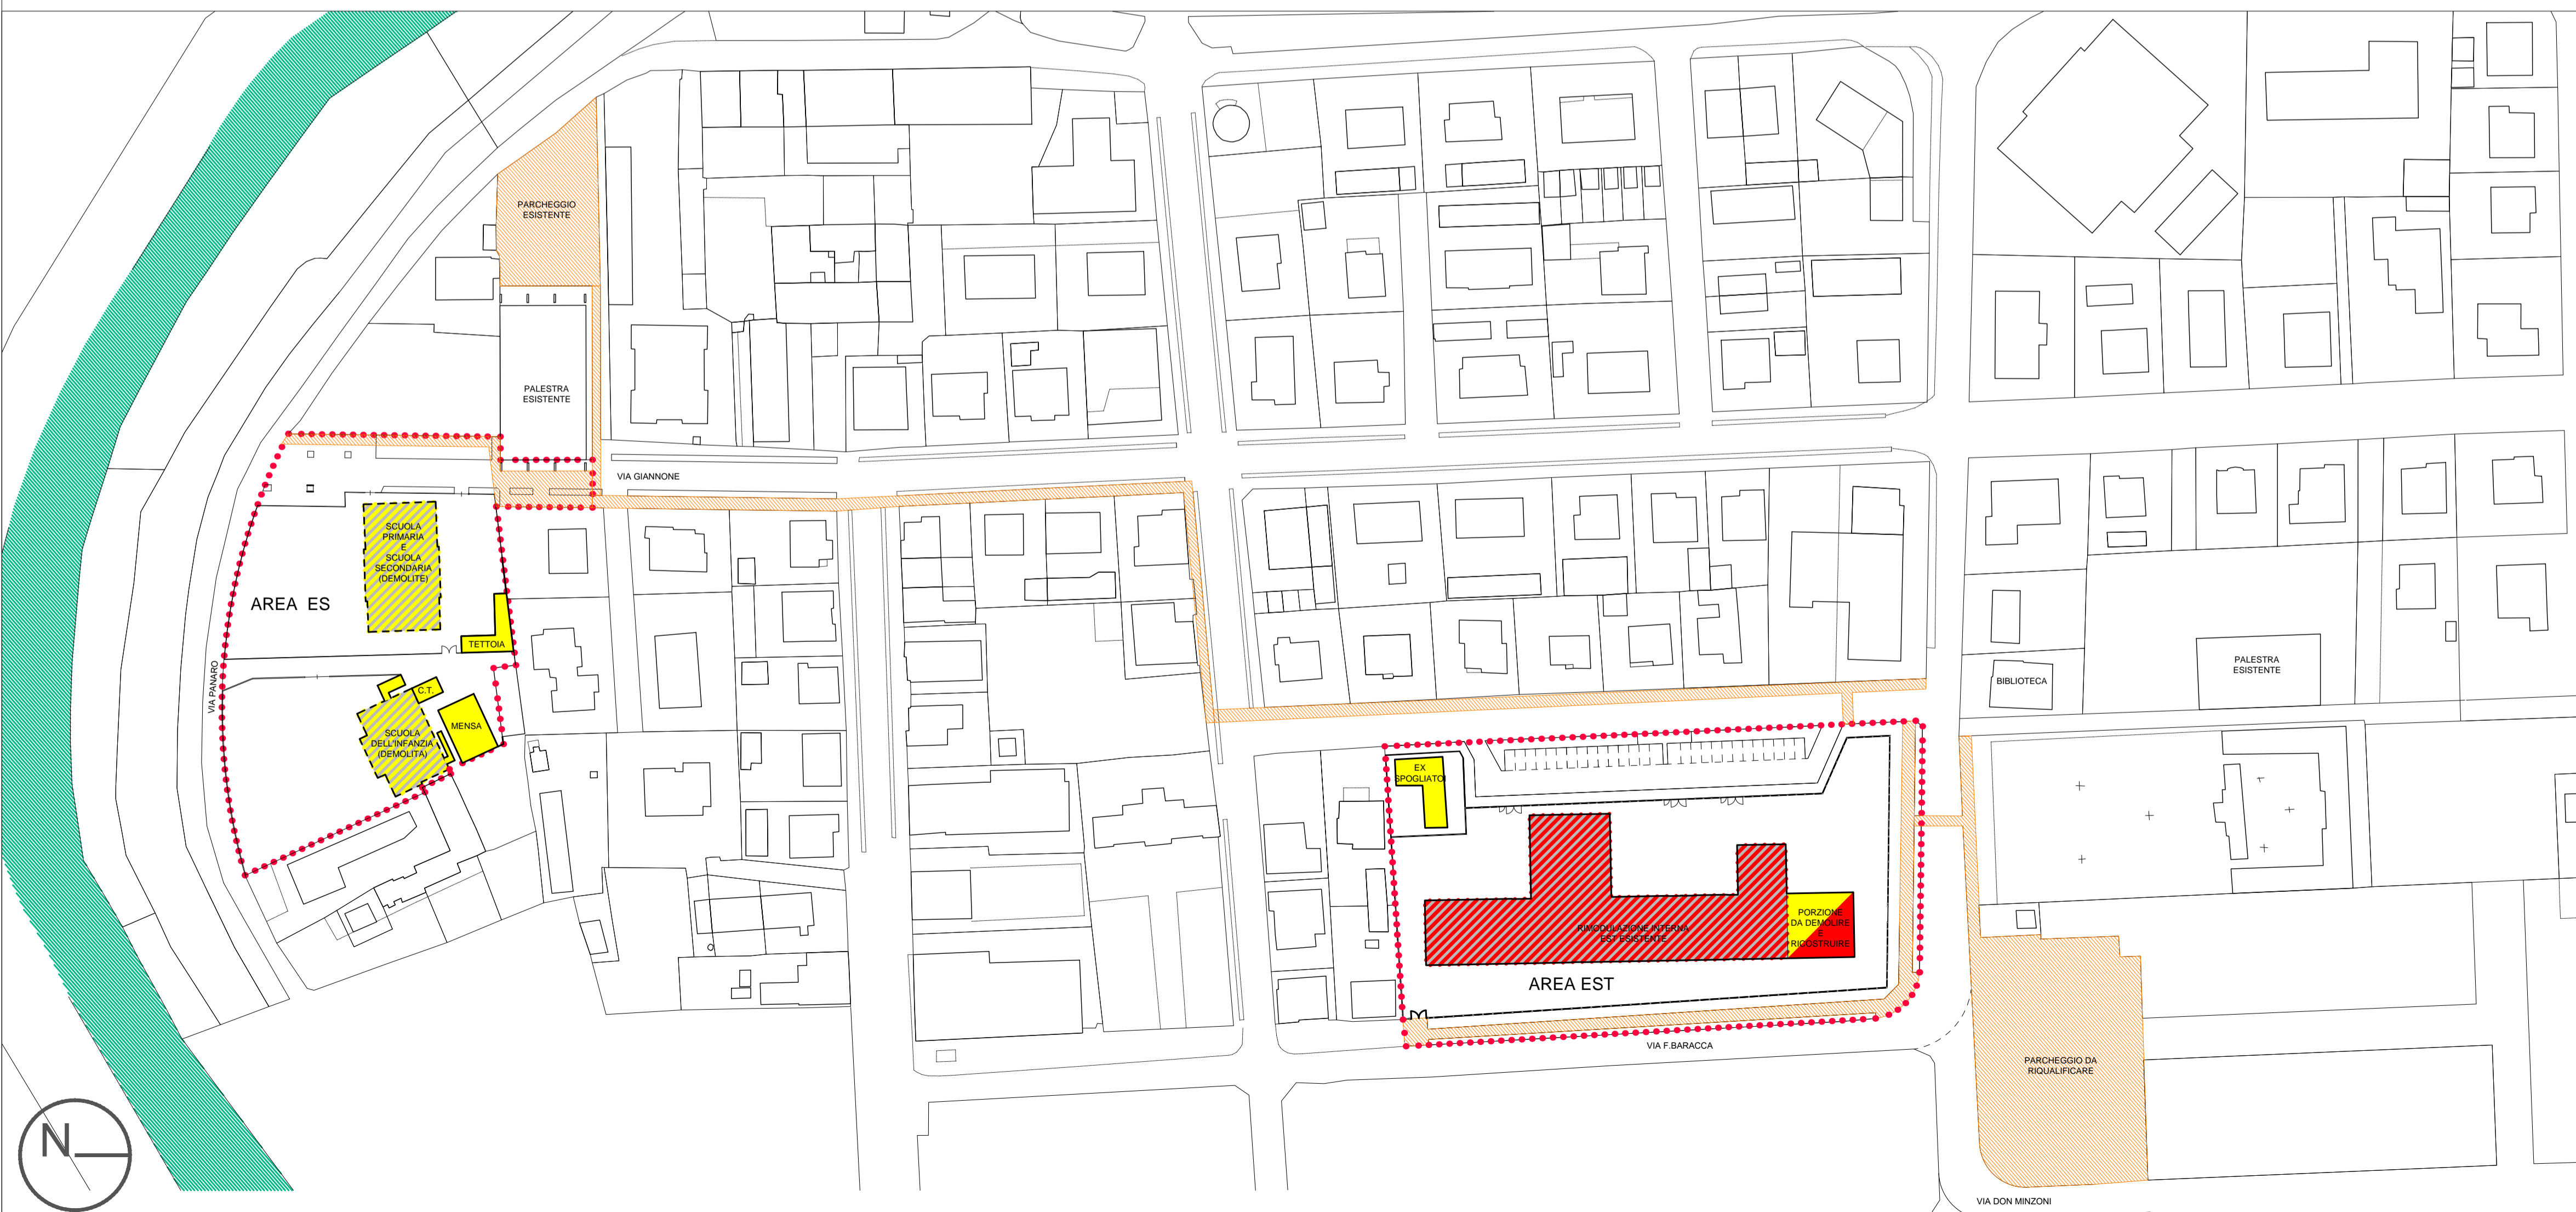 PARCHEGGIO
ESISTENTE
PALESTRA
ESISTENTE
VIA GIANNONE
SCUOLA
PRIMARIA
E
SCUOLA
SECONDARIA
(DEMOLITE)
AREA ES
TETTOIA
VIA PANARO
C.T.
MENSA
SCUOLA
DELL'INFANZIA
(DEMOLITA)
PALESTRA
ESISTENTE
BIBLIOTECA
EX
SPOGLIATOI
PORZIONE
DA DEMOLIRE
E
RICOSTRUIRE
RIMODULAZIONE INTERNA
EST ESISTENTE
AREA EST
VIA F.BARACCA
PARCHEGGIO DA
RIQUALIFICARE
N
VIA DON MINZONI